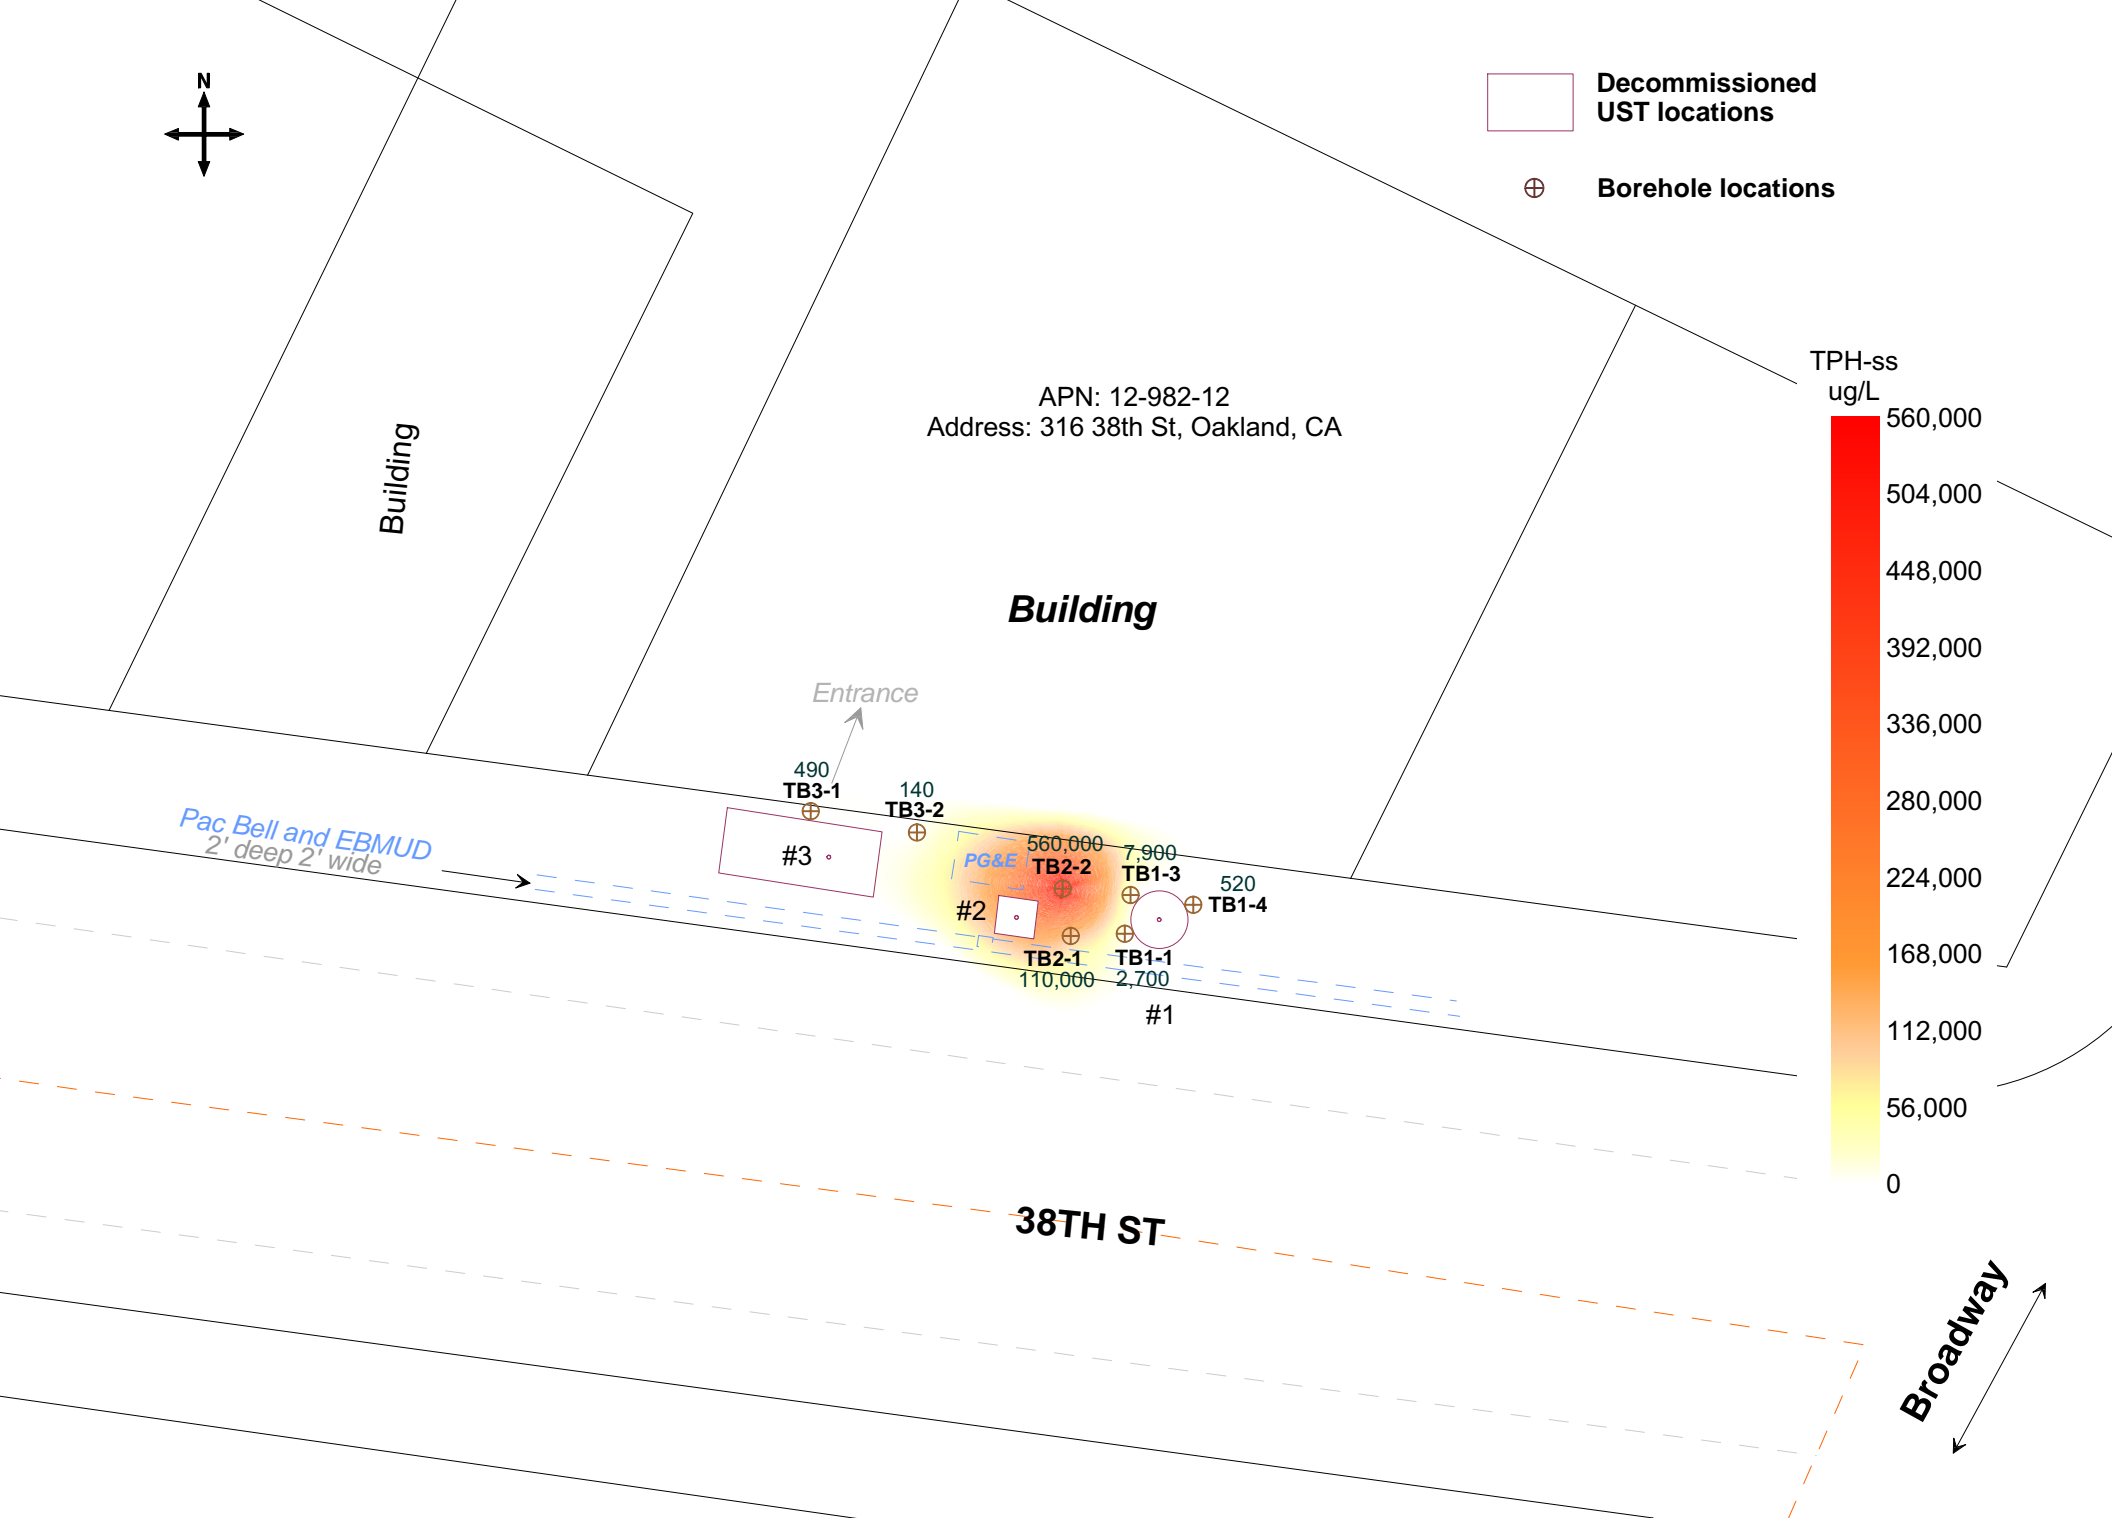 N
Decommissioned
UST locations
Borehole locations
TPH-ss
ug/L
560,000
504,000
448,000
392,000
336,000
280,000
224,000
168,000
112,000
56,000
0
APN: 12-982-12
Address: 316 38th St, Oakland, CA
Building
Building
Entrance
490
TB3-1
140
TB3-2
#3
Pac Bell and EBMUD
2' deep 2' wide
PG&E
560,000
TB2-2
7,900
TB1-3
520
TB1-4
#2
TB2-1
110,000
TB1-1
2,700
#1
38TH ST
Broadway